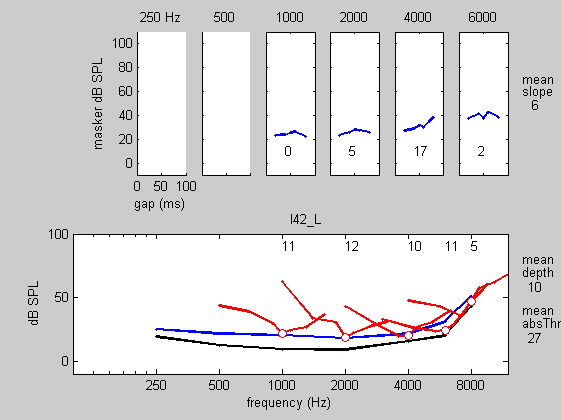 250 Hz 500 1000 2000 4000 6000
100
80
60
40
20
0
masker dB SPL
0 5 17 2
mean
slope
6
0 50 100
gap (ms)
I42_L
100
50
0
dB SPL
11 12 10 11 5
mean
depth
10
mean
absThr
27
250 500 1000 2000 4000 8000
frequency (Hz)